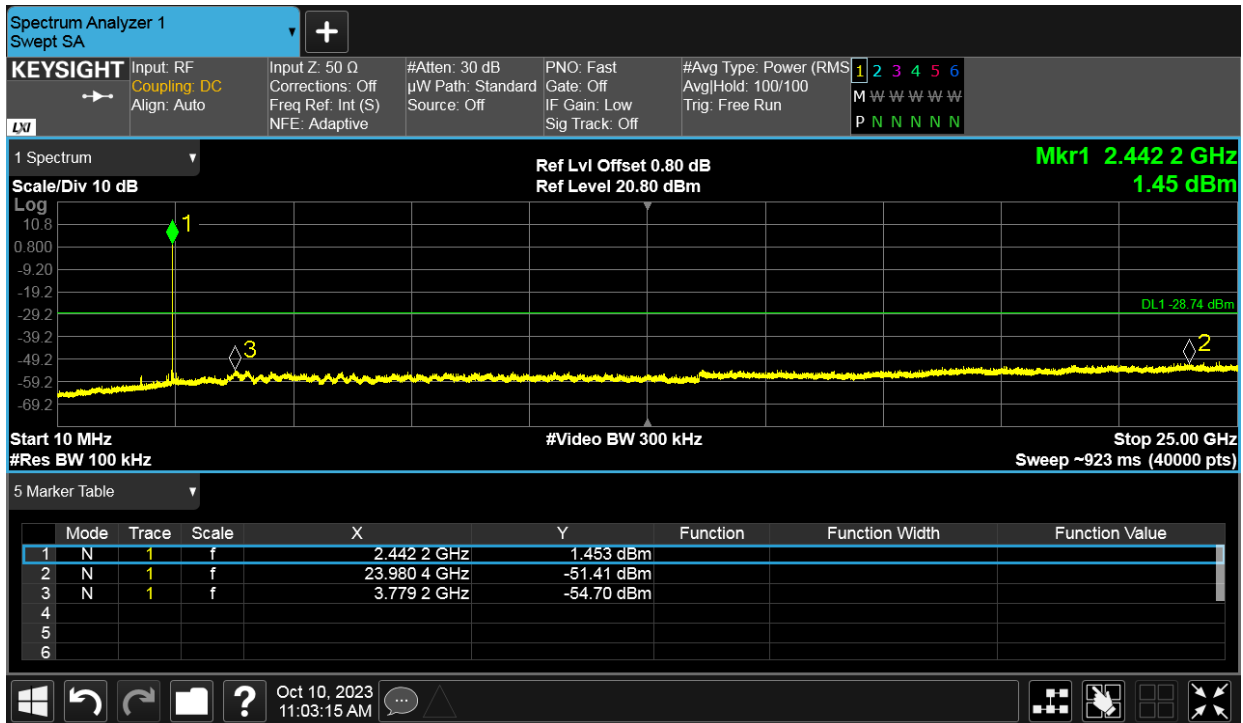 Spectrum Analyzer 1
Swept SA
+
KEYSIGHT
LXI
Input: RF
Coupling: DC
Align: Auto
Input Z: 50 Ω
Corrections: Off
Freq Ref: Int (S)
NFE: Adaptive
#Atten: 30 dB
µW Path: Standard
Source: Off
PNO: Fast
Gate: Off
IF Gain: Low
Sig Track: Off
#Avg Type: Power (RMS
Avg|Hold: 100/100
Trig: Free Run
1 2 3 4 5 6
M W W W W W
P N N N N N
1 Spectrum
Scale/Div 10 dB
Ref Lvl Offset 0.80 dB
Ref Level 20.80 dBm
Mkr1 2.442 2 GHz
1.45 dBm
Log
10.8
0.800
-9.20
-19.2
-29.2
-39.2
-49.2
-59.2
-69.2
1
3
2
DL1 -28.74 dBm
Start 10 MHz
#Video BW 300 kHz
Stop 25.00 GHz
#Res BW 100 kHz
Sweep ~923 ms (40000 pts)
5 Marker Table
Mode Trace Scale X Y Function Function Width Function Value
1 N 1 f 2.442 2 GHz 1.453 dBm
2 N 1 f 23.980 4 GHz -51.41 dBm
3 N 1 f 3.779 2 GHz -54.70 dBm
4
5
6
?
Oct 10, 2023
11:03:15 AM